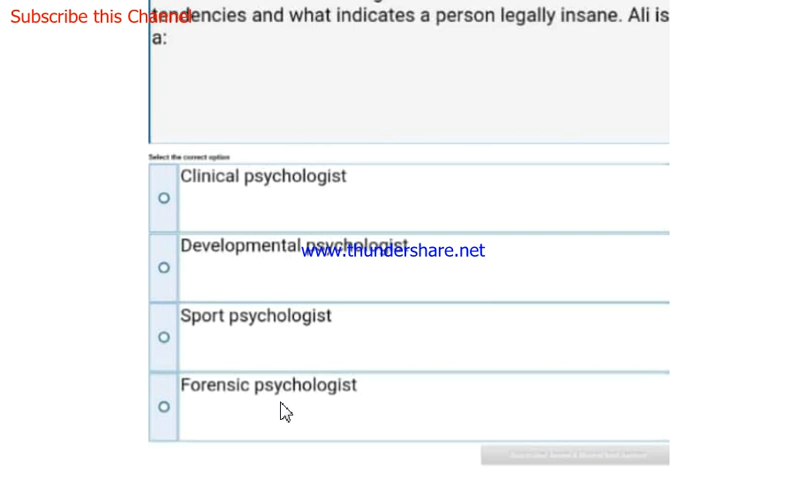 Subscribe this Channel
tendencies and what indicates a person legally insane. Ali is
a:
Select the correct option
Clinical psychologist
Developmental psychologist
www.thundershare.net
Sport psychologist
Forensic psychologist